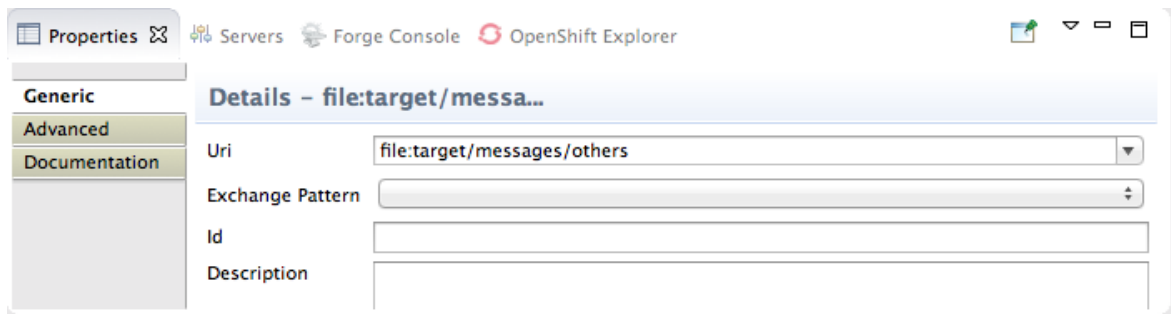 Properties Servers Forge Console OpenShift Explorer
Generic
Advanced
Documentation
Details – file:target/messa...
Uri file:target/messages/others
Exchange Pattern
Id
Description